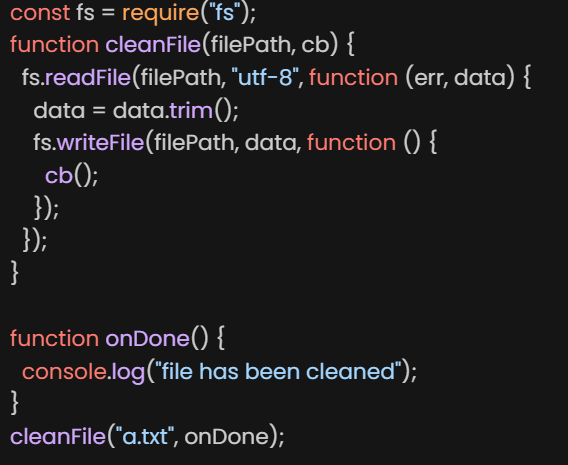 const fs = require("fs");
function cleanFile(filePath, cb) {
  fs.readFile(filePath, "utf-8", function (err, data) {
    data = data.trim();
    fs.writeFile(filePath, data, function () {
      cb();
    });
  });
}

function onDone() {
  console.log("file has been cleaned");
}
cleanFile("a.txt", onDone);